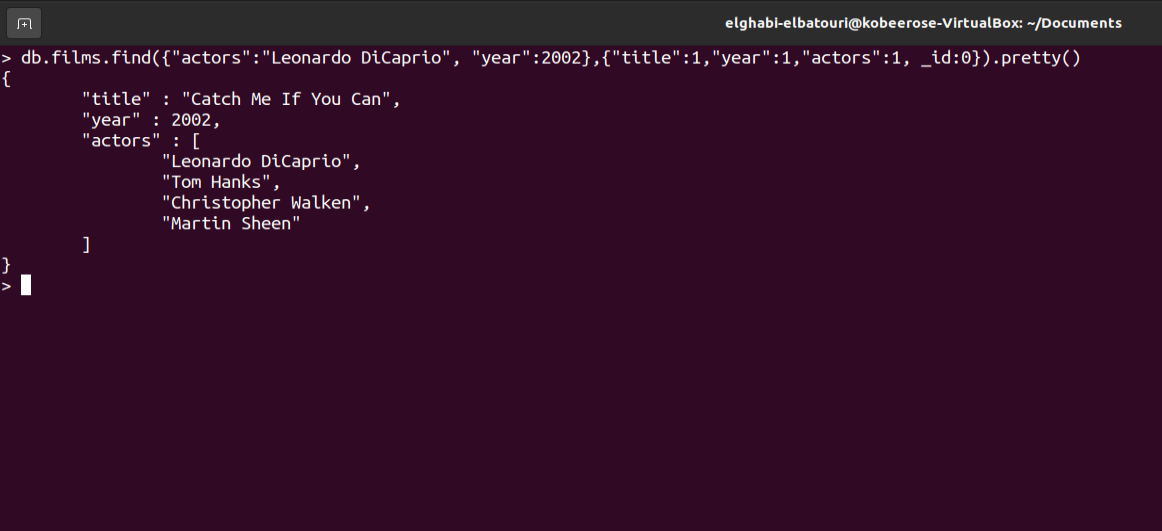 elghabi-elbatouri@kobeerose-VirtualBox: ~/Documents
> db.films.find({"actors":"Leonardo DiCaprio", "year":2002},{"title":1,"year":1,"actors":1, _id:0}).pretty()
{
"title" : "Catch Me If You Can",
"year" : 2002,
"actors" : [
"Leonardo DiCaprio",
"Tom Hanks",
"Christopher Walken",
"Martin Sheen"
]
}
>